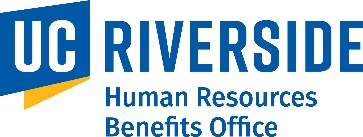 UC RIVERSIDE
Human Resources
Benefits Office